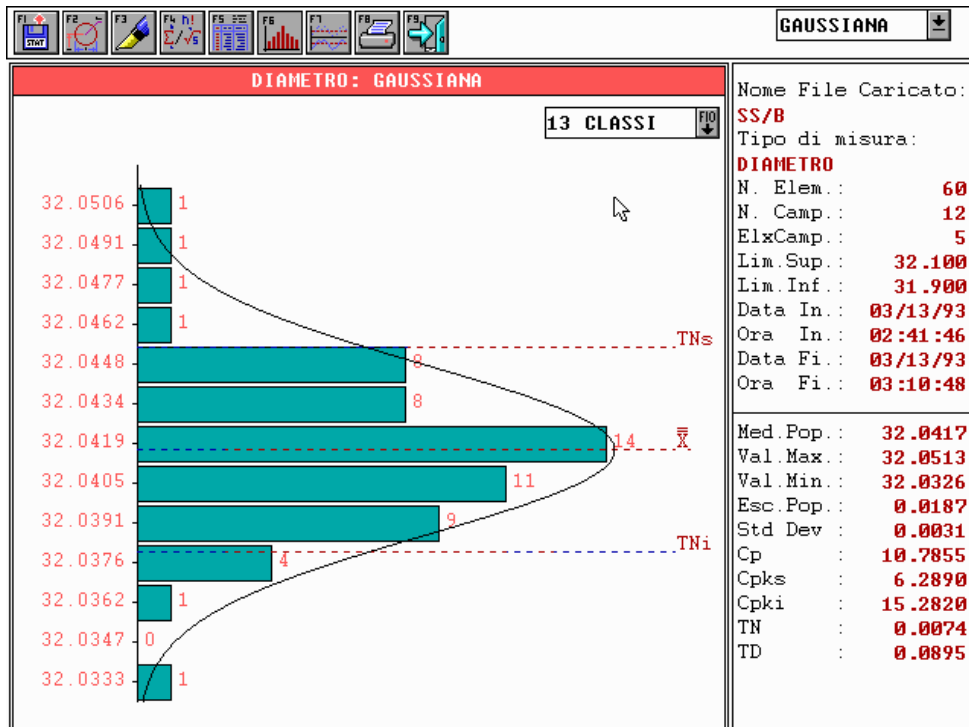 F1 F2 F3 F4 F5 F6 F7 F8 F9
STAT
h!
Σ/√s
GAUSSIANA
DIAMETRO: GAUSSIANA
13 CLASSI
F10
32.0506 1
32.0491 1
32.0477 1
32.0462 1
TNs
32.0448 8
32.0434 8
32.0419 14
X̿
32.0405 11
32.0391 9
TNi
32.0376 4
32.0362 1
32.0347 0
32.0333 1
Nome File Caricato:
SS/B
Tipo di misura:
DIAMETRO
N. Elem.: 60
N. Camp.: 12
ElxCamp.: 5
Lim.Sup.: 32.100
Lim.Inf.: 31.900
Data In.: 03/13/93
Ora In.: 02:41:46
Data Fi.: 03/13/93
Ora Fi.: 03:10:48
Med.Pop.: 32.0417
Val.Max.: 32.0513
Val.Min.: 32.0326
Esc.Pop.: 0.0187
Std Dev : 0.0031
Cp : 10.7855
Cpks : 6.2890
Cpki : 15.2820
TN : 0.0074
TD : 0.0895